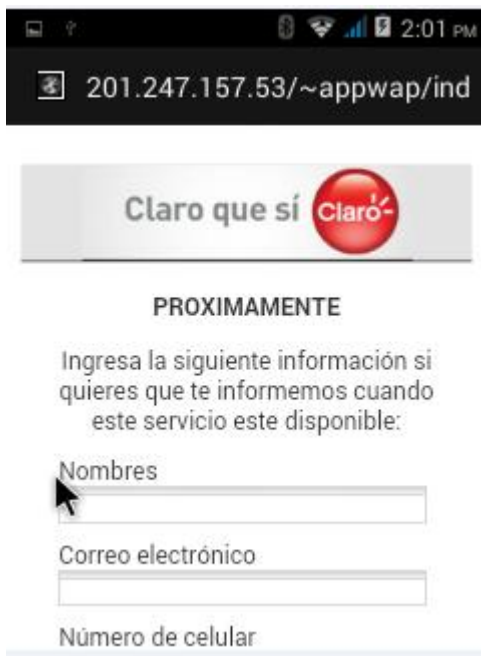 2:01 PM
201.247.157.53/~appwap/ind
Claro que sí Claro
PROXIMAMENTE
Ingresa la siguiente información si
quieres que te informemos cuando
este servicio este disponible:
Nombres
Correo electrónico
Número de celular